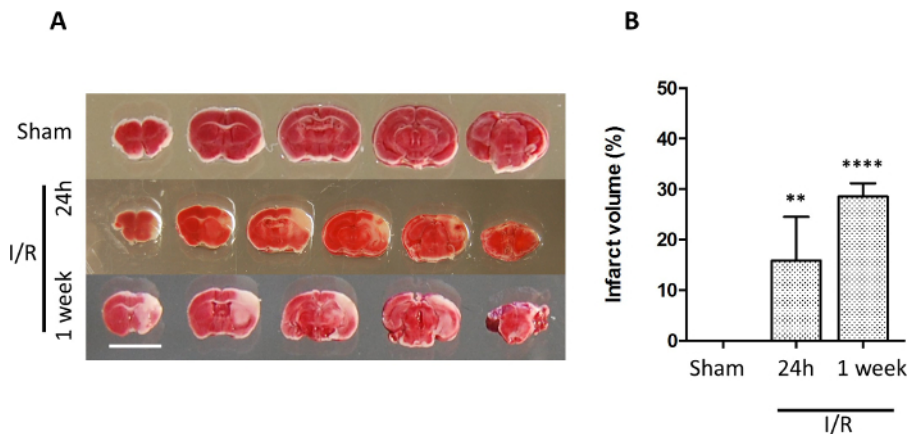 A
Sham
I/R
24h
1 week
B
Infarct volume (%)
50
40
30
20
10
0
**
****
Sham 24h 1 week
I/R